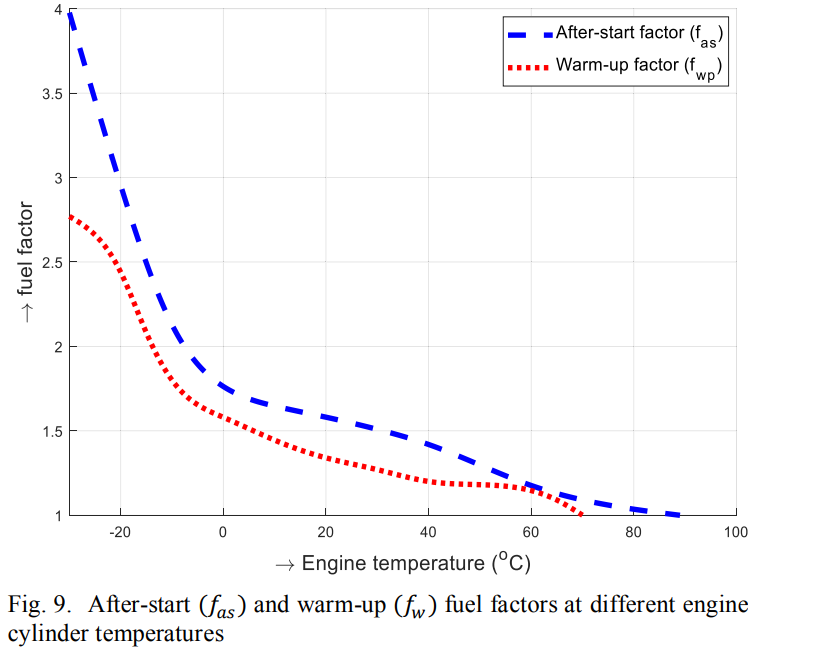 4
3.5
3
2.5
2
1.5
1
→ fuel factor
After-start factor (f_as)
Warm-up factor (f_wp)
-20 0 20 40 60 80 100
→ Engine temperature (°C)
Fig. 9. After-start (f_as) and warm-up (f_w) fuel factors at different engine
cylinder temperatures